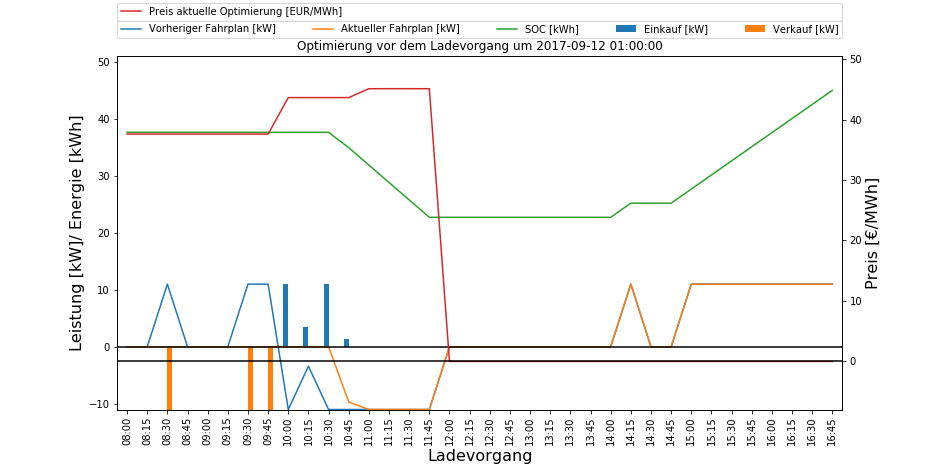 Preis aktuelle Optimierung [EUR/MWh]
Vorheriger Fahrplan [kW] Aktueller Fahrplan [kW] SOC [kWh] Einkauf [kW] Verkauf [kW]
Optimierung vor dem Ladevorgang um 2017-09-12 01:00:00
Leistung [kW]/ Energie [kWh]
50
40
30
20
10
0
−10
50
40
30
20
10
0
Preis [€/MWh]
08:00 08:15 08:30 08:45 09:00 09:15 09:30 09:45 10:00 10:15 10:30 10:45 11:00 11:15 11:30 11:45 12:00 12:15 12:30 12:45 13:00 13:15 13:30 13:45 14:00 14:15 14:30 14:45 15:00 15:15 15:30 15:45 16:00 16:15 16:30 16:45
Ladevorgang